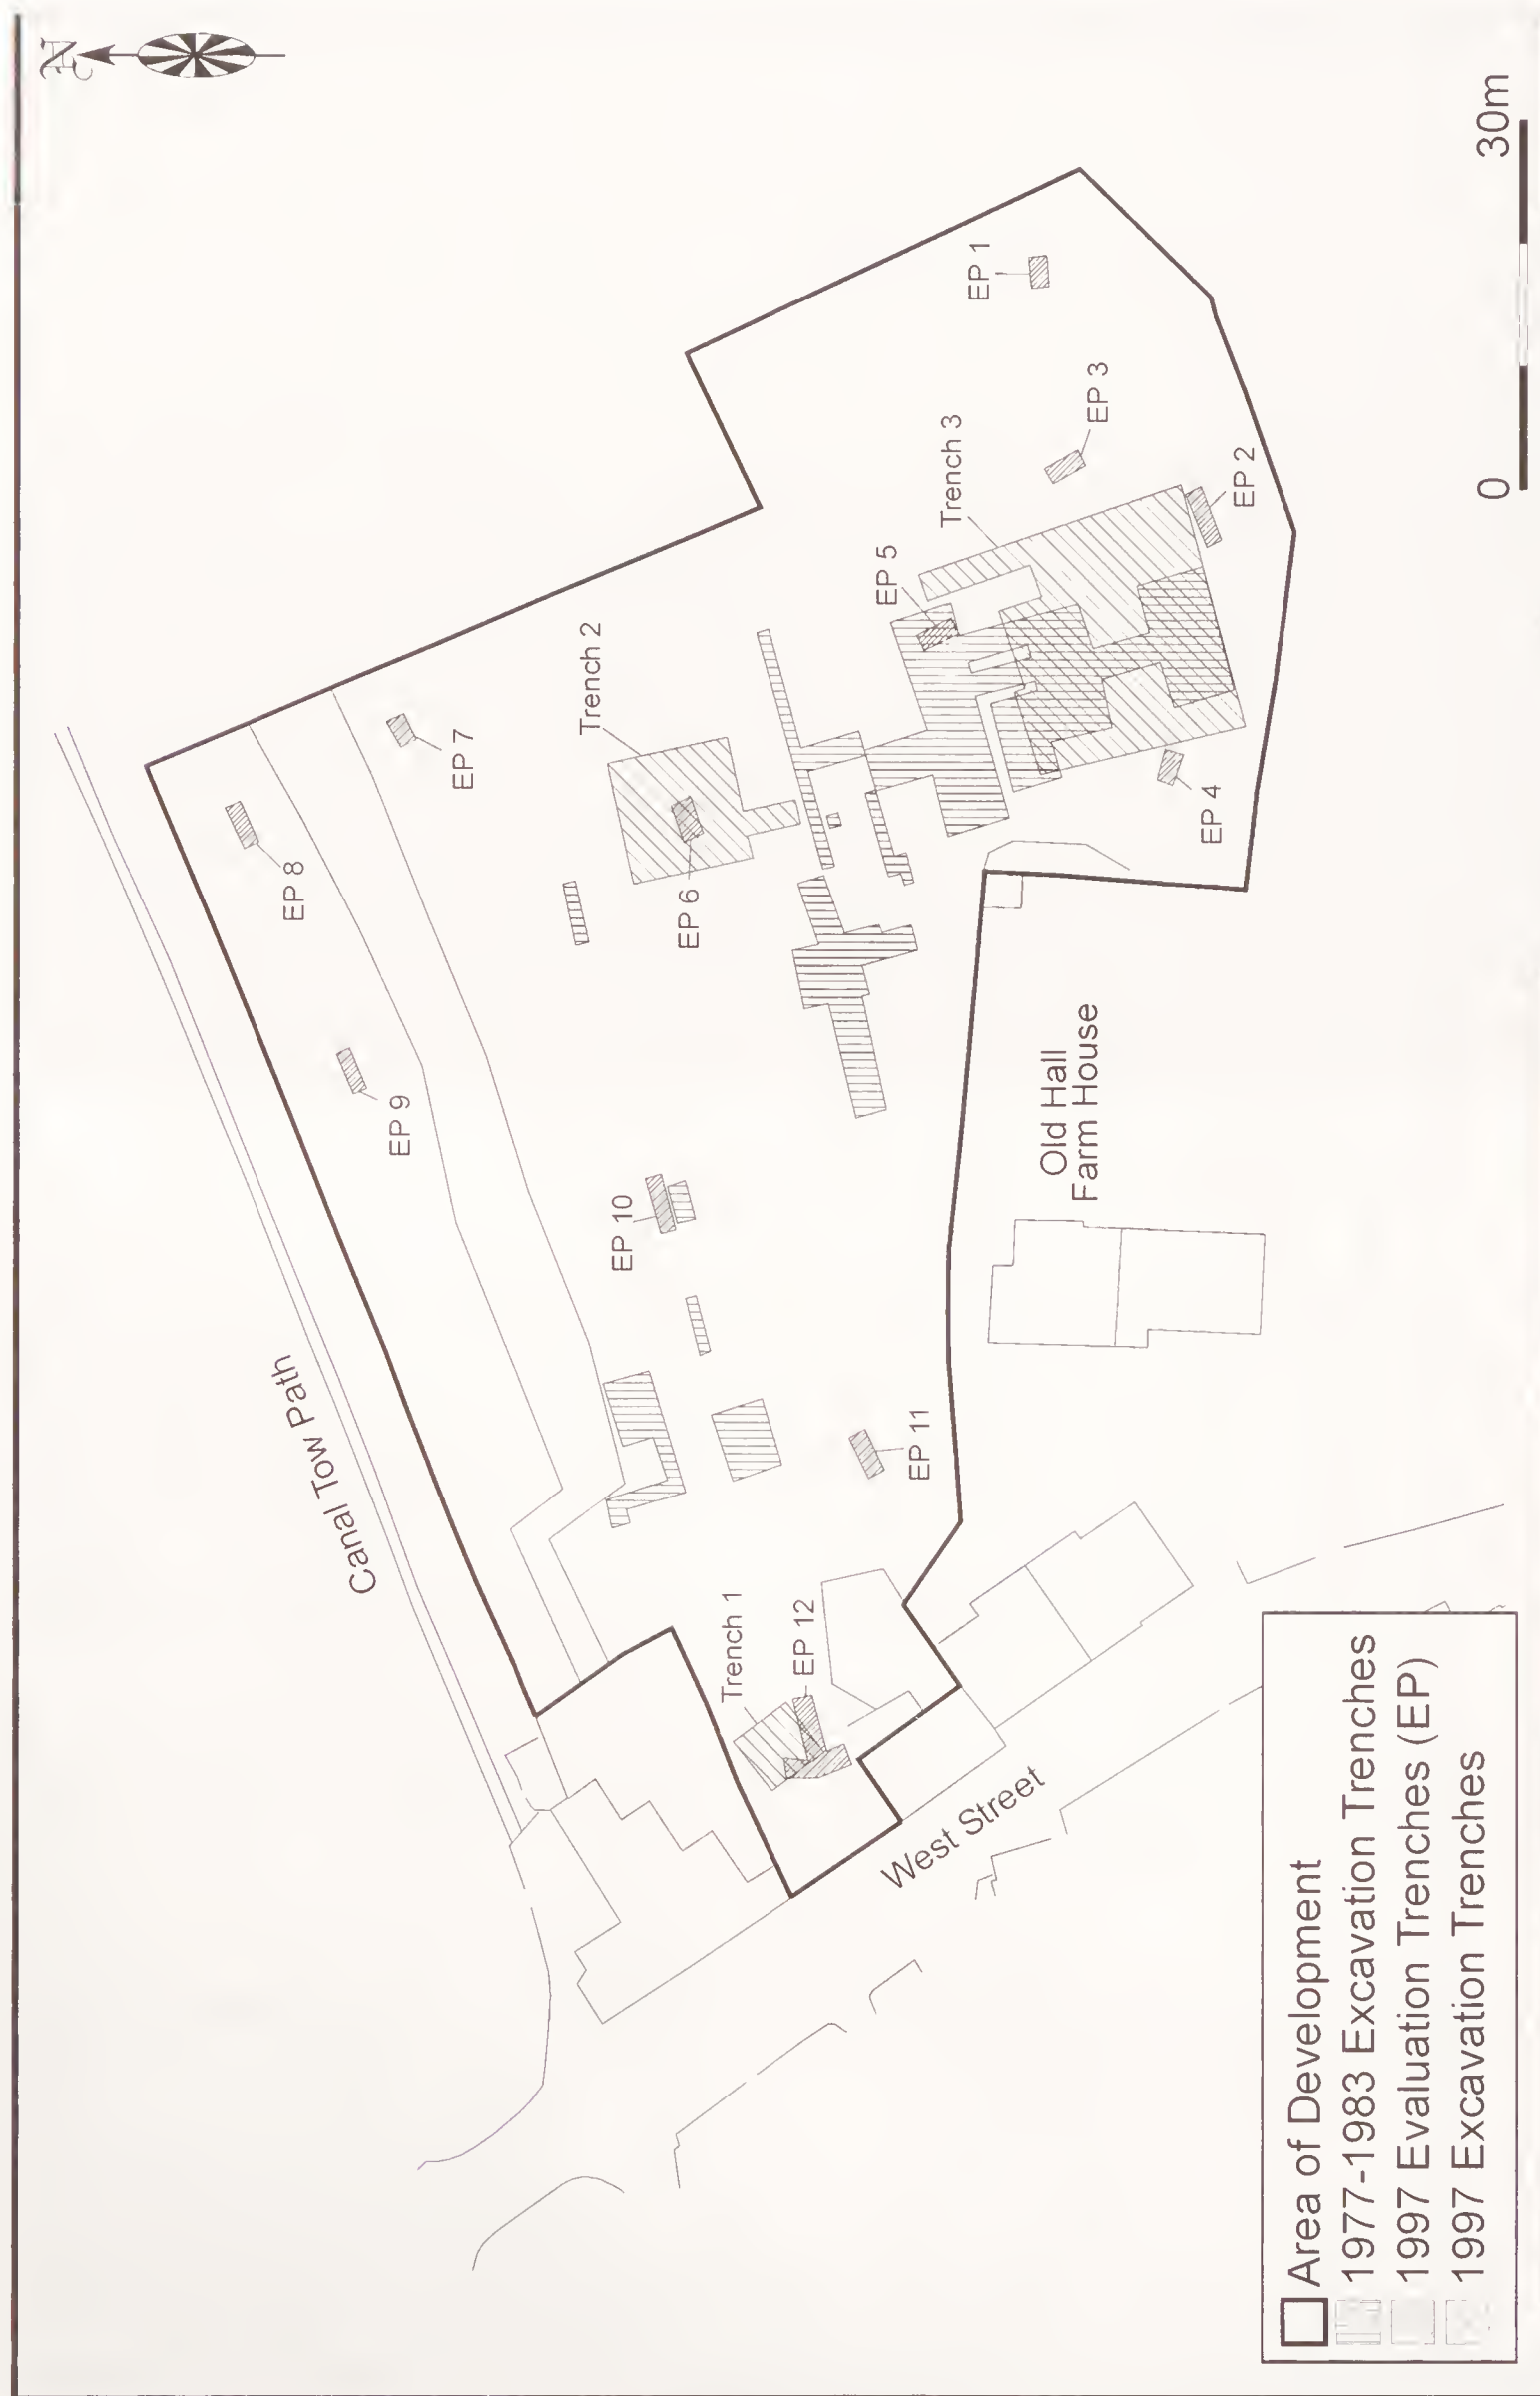 N
Canal Tow Path
EP 8
EP 7
EP 9
Trench 2
EP 6
EP 10
EP 5
Trench 3
EP 1
EP 3
EP 2
EP 4
EP 11
Trench 1
EP 12
Old Hall
Farm House
West Street
0 30m
Area of Development
1977-1983 Excavation Trenches
1997 Evaluation Trenches (EP)
1997 Excavation Trenches